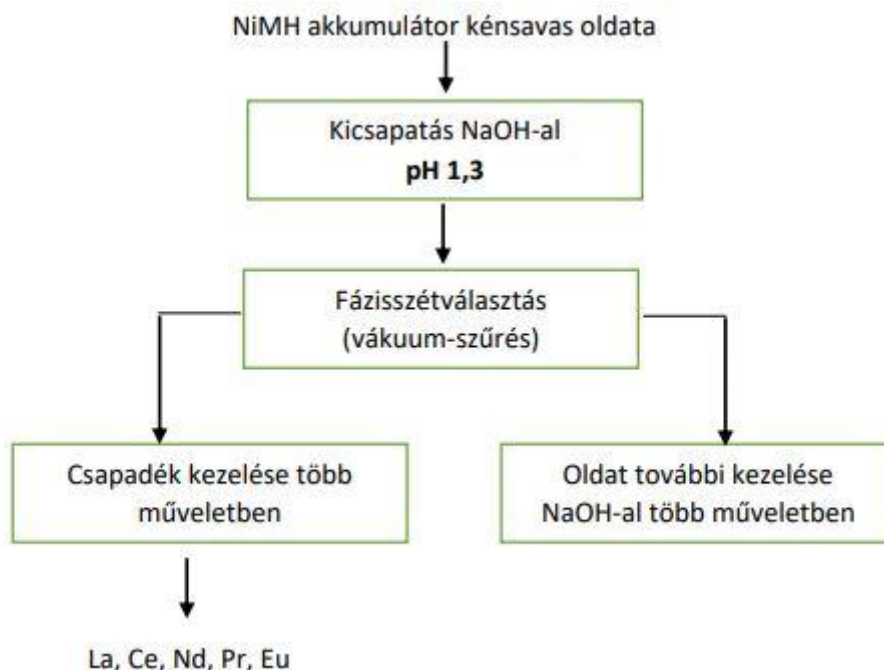 NiMH akkumulátor kénsavas oldata
Kicsapatás NaOH-al
pH 1,3
Fázisszétválasztás
(vákuum-szűrés)
Csapadék kezelése több
műveletben
Oldat további kezelése
NaOH-al több műveletben
La, Ce, Nd, Pr, Eu